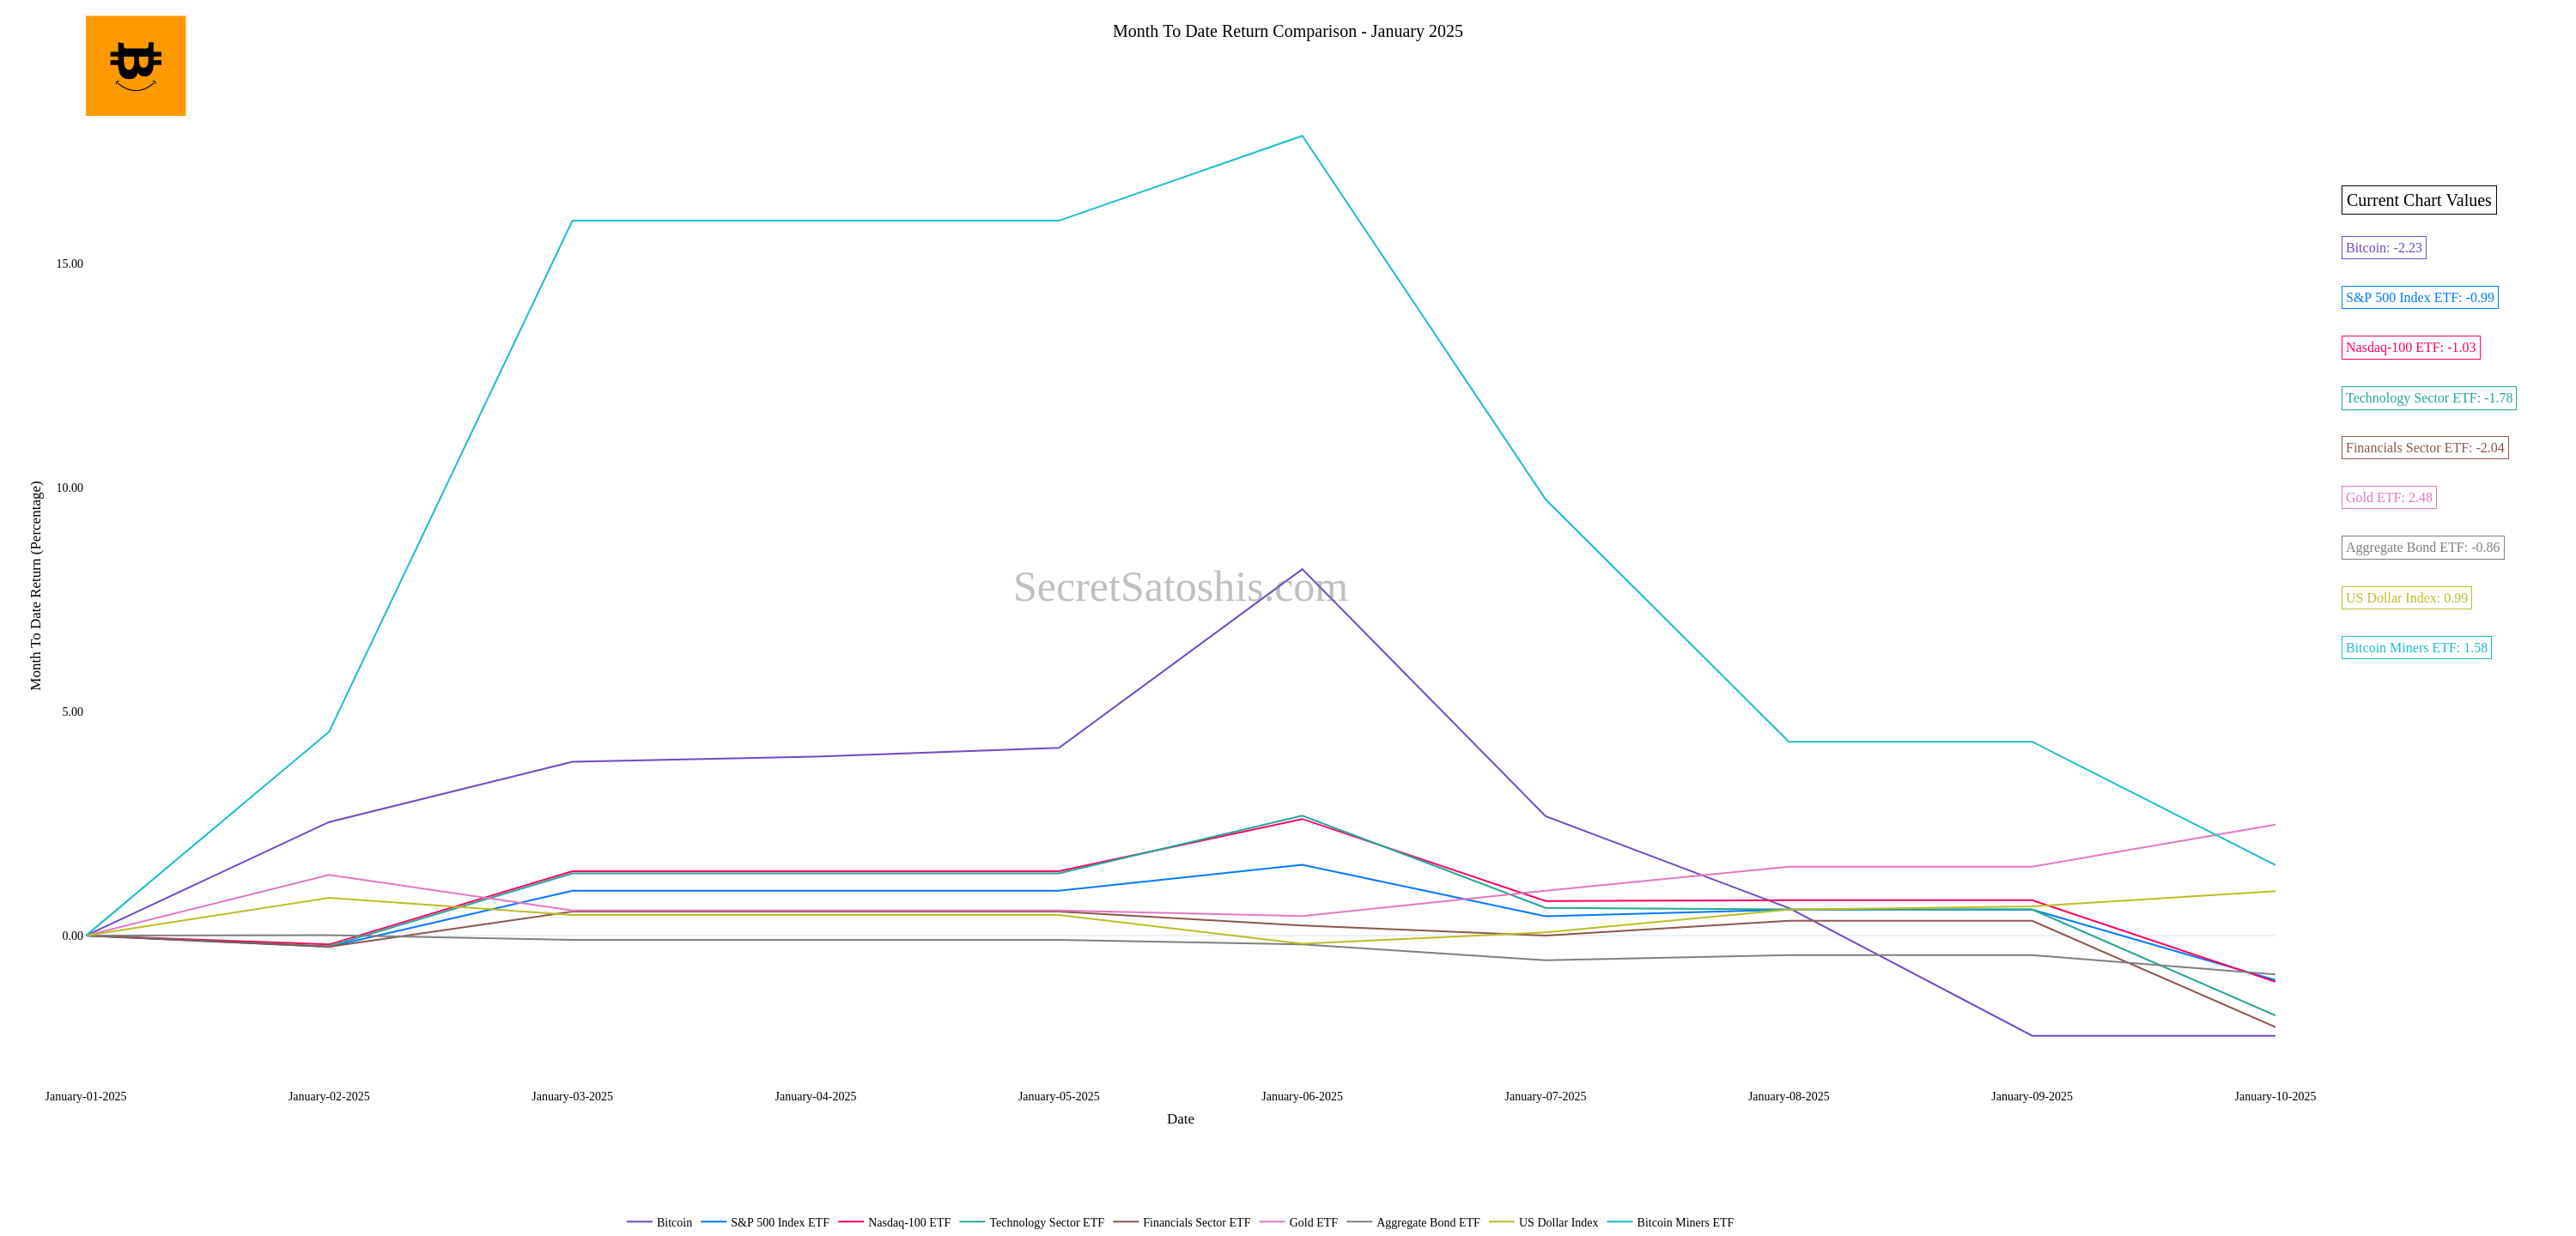 Month To Date Return Comparison - January 2025
Current Chart Values
Bitcoin: -2.23
S&P 500 Index ETF: -0.99
Nasdaq-100 ETF: -1.03
Technology Sector ETF: -1.78
Financials Sector ETF: -2.04
Gold ETF: 2.48
Aggregate Bond ETF: -0.86
US Dollar Index: 0.99
Bitcoin Miners ETF: 1.58
Month To Date Return (Percentage)
15.00
10.00
5.00
0.00
SecretSatoshis.com
January-01-2025 January-02-2025 January-03-2025 January-04-2025 January-05-2025 January-06-2025 January-07-2025 January-08-2025 January-09-2025 January-10-2025
Date
Bitcoin S&P 500 Index ETF Nasdaq-100 ETF Technology Sector ETF Financials Sector ETF Gold ETF Aggregate Bond ETF US Dollar Index Bitcoin Miners ETF